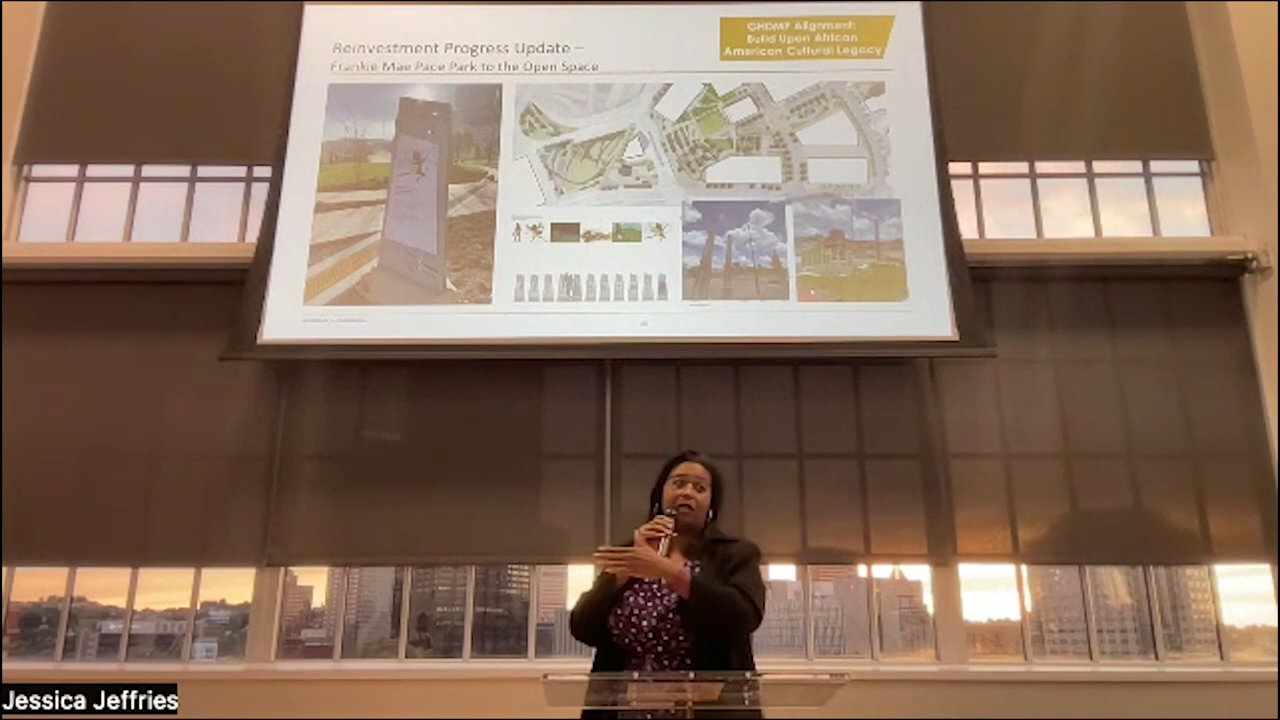 Reinvestment Progress Update –
Frankie Mae Pace Park to the Open Space
GHDMP Alignment:
Build Upon African
American Cultural Legacy
Jessica Jeffries